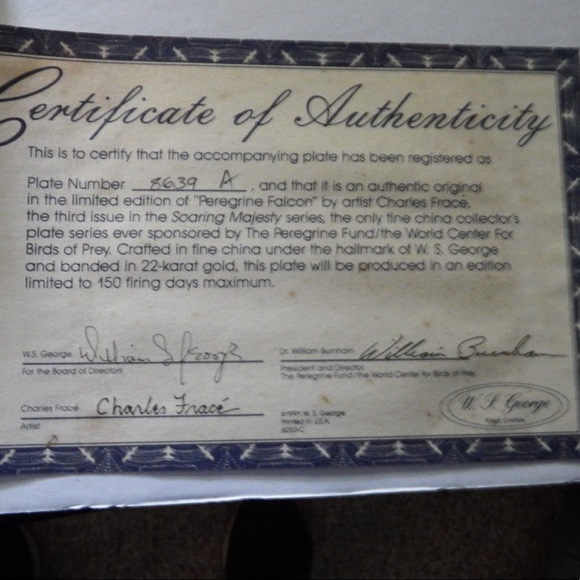 Certificate of Authenticity
This is to certify that the accompanying plate has been registered as
Plate Number 8639 A, and that it is an authentic original
in the limited edition of "Peregrine Falcon" by artist Charles Fracé,
the third issue in the Soaring Majesty series, the only fine china collector's
plate series ever sponsored by The Peregrine Fund/the World Center For
Birds of Prey. Crafted in fine china under the hallmark of W. S. George
and banded in 22-karat gold, this plate will be produced in an edition
limited to 150 firing days maximum.
W.S. George William S George
For the Board of Directors
Dr. William Burnham William Burnham
President and Director,
The Peregrine Fund/the World Center for Birds of Prey
Charles Fracé Charles Fracé
Artist
©1991 W. S. George
Printed in U.S.A.
W. S. George